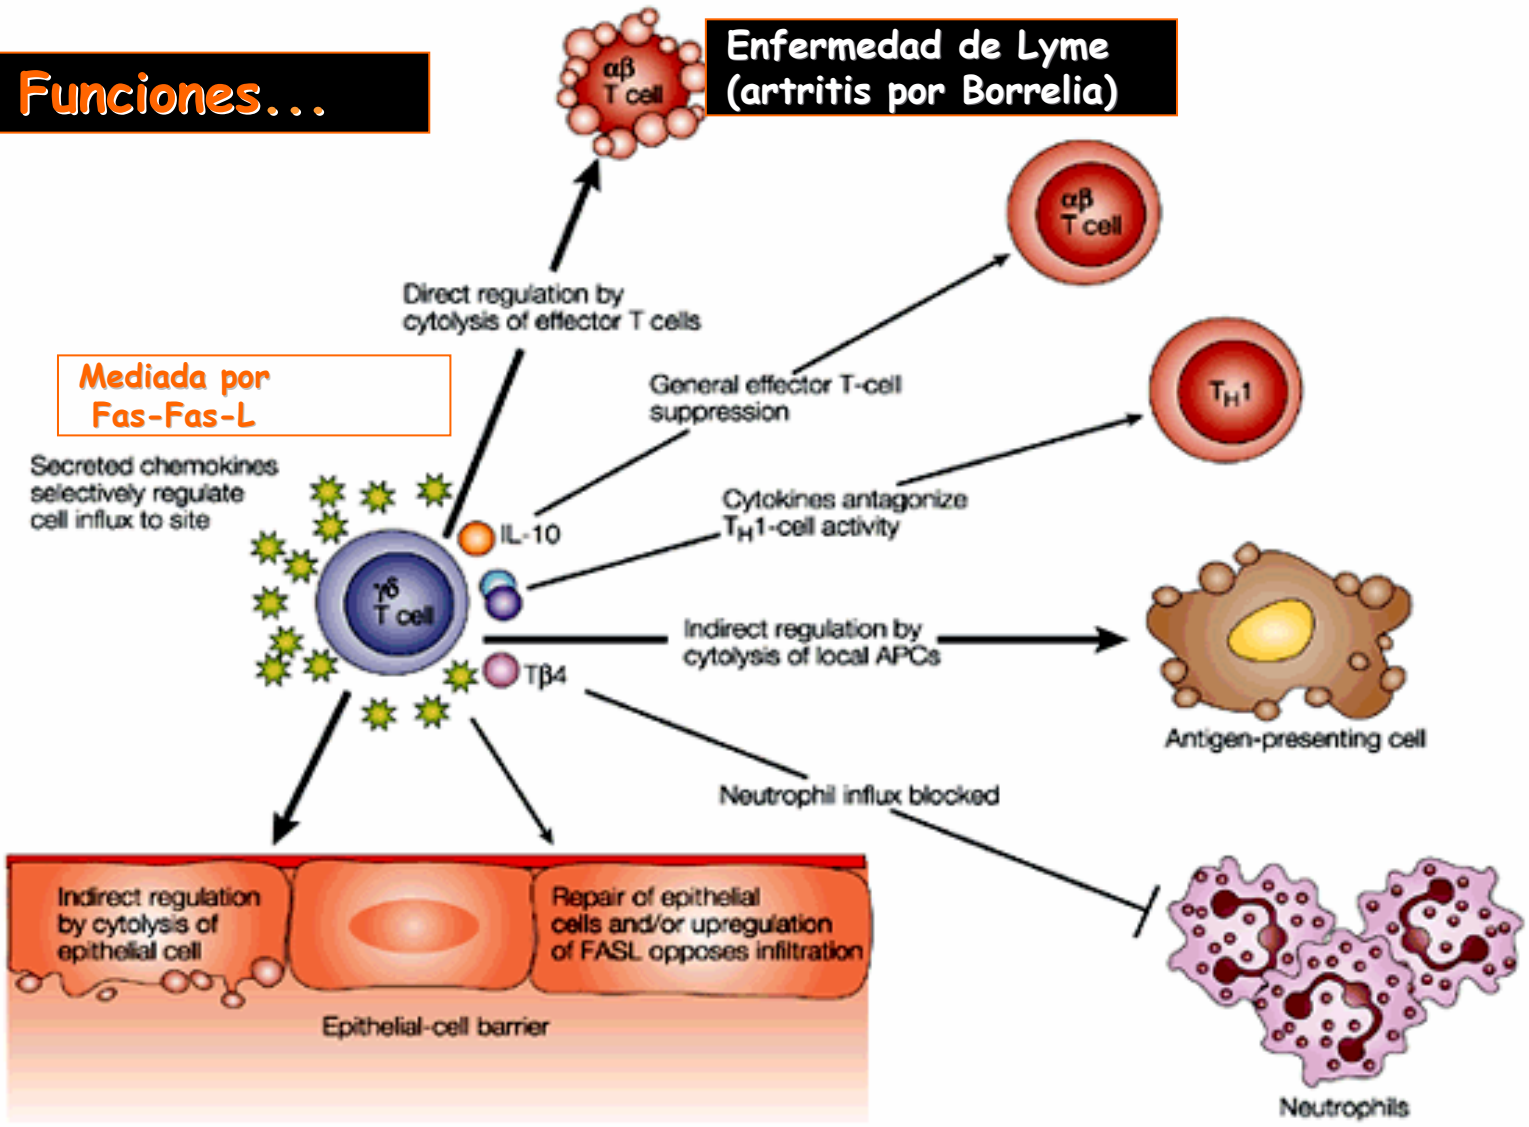 Funciones...
Enfermedad de Lyme
(artritis por Borrelia)
αβ
T cell
αβ
T cell
Direct regulation by
cytolysis of effector T cells
Mediada por
Fas-Fas-L
General effector T-cell
suppression
TH1
Secreted chemokines
selectively regulate
cell influx to site
IL-10
Cytokines antagonize
TH1-cell activity
γδ
T cell
Indirect regulation by
cytolysis of local APCs
Tβ4
Antigen-presenting cell
Neutrophil influx blocked
Indirect regulation
by cytolysis of
epithelial cell
Repair of epithelial
cells and/or upregulation
of FASL opposes infiltration
Epithelial-cell barrier
Neutrophils